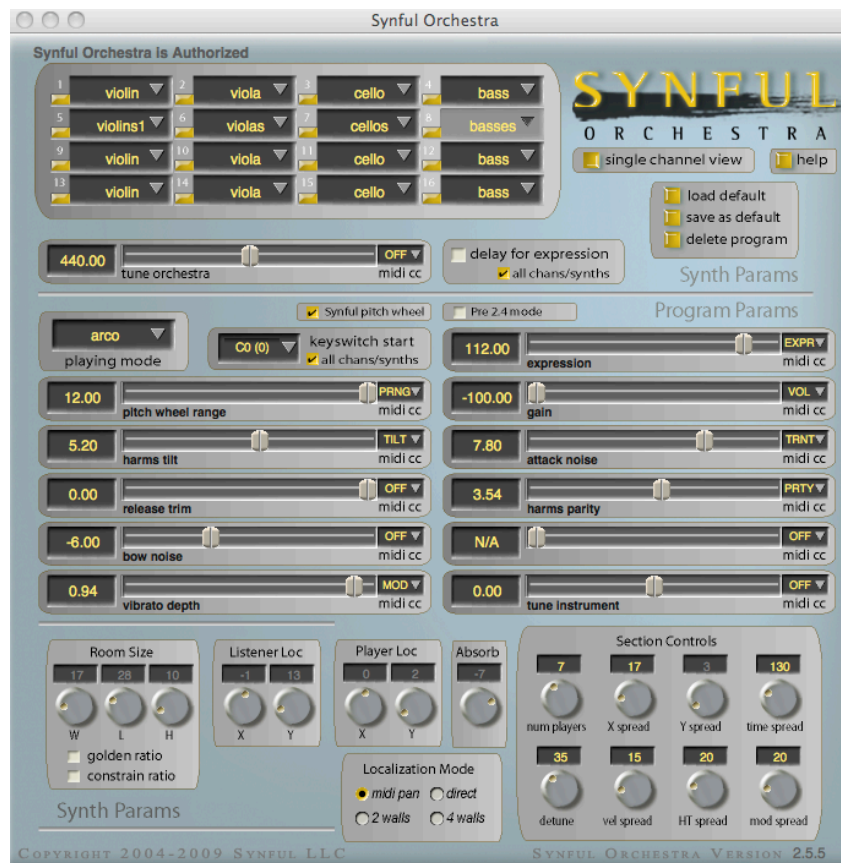 Synful Orchestra
Synful Orchestra is Authorized
1 violin 2 viola 3 cello 4 bass
5 violins1 6 violas 7 cellos 8 basses
9 violin 10 viola 11 cello 12 bass
13 violin 14 viola 15 cello 16 bass
SYNFUL
ORCHESTRA
single channel view
help
load default
save as default
delete program
Synth Params
440.00
OFF
tune orchestra
midi cc
delay for expression
all chans/synths
Synful pitch wheel
Pre 2.4 mode
Program Params
arco
playing mode
C0 (0)
keyswitch start
all chans/synths
112.00
EXPR
expression
midi cc
12.00
PRNG
pitch wheel range
midi cc
-100.00
VOL
gain
midi cc
5.20
TILT
harms tilt
midi cc
7.80
TRNT
attack noise
midi cc
0.00
OFF
release trim
midi cc
3.54
PRTY
harms parity
midi cc
-6.00
OFF
bow noise
midi cc
N/A
OFF
midi cc
0.94
MOD
vibrato depth
midi cc
0.00
OFF
tune instrument
midi cc
Room Size
17 28 10
W L H
golden ratio
constrain ratio
Listener Loc
-1 13
X Y
Player Loc
0 2
X Y
Absorb
-7
Localization Mode
midi pan direct
2 walls 4 walls
Section Controls
7 17 3 130
num players X spread Y spread time spread
35 15 20 20
detune vel spread HT spread mod spread
Synth Params
COPYRIGHT 2004-2009 SYNFUL LLC
SYNFUL ORCHESTRA VERSION 2.5.5